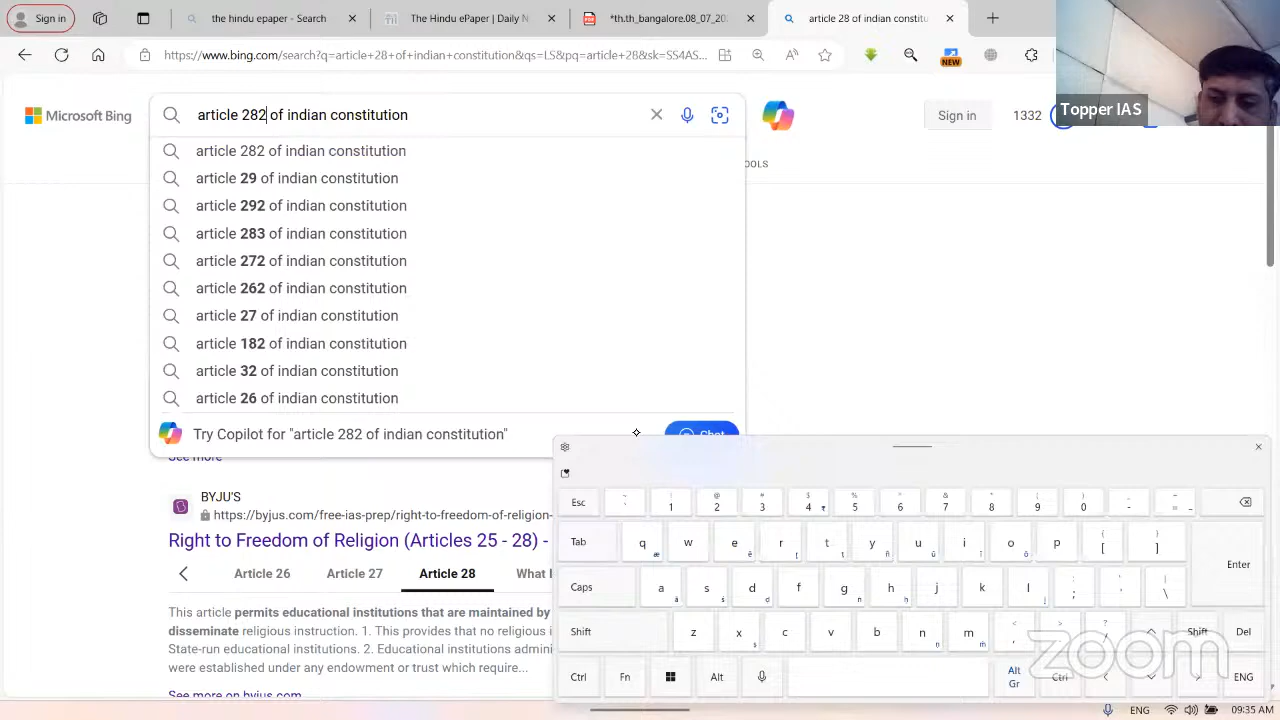 Sign in
the hindu epaper - Search
The Hindu ePaper | Daily N
*th.th_bangalore.08_07_20
article 28 of indian constitu
https://www.bing.com/search?q=article+28+of+indian+constitution&qs=LS&pq=article+28&sk=SS4AS...
NEW
Topper IAS
Microsoft Bing
article 282 of indian constitution
Sign in
1332
article 282 of indian constitution
OOLS
article 29 of indian constitution
article 292 of indian constitution
article 283 of indian constitution
article 272 of indian constitution
article 262 of indian constitution
article 27 of indian constitution
article 182 of indian constitution
article 32 of indian constitution
article 26 of indian constitution
Try Copilot for "article 282 of indian constitution"
Chat
See more
BYJU'S
https://byjus.com/free-ias-prep/right-to-freedom-of-religion-
Right to Freedom of Religion (Articles 25 - 28) -
Article 26 Article 27 Article 28 What I
This article permits educational institutions that are maintained by
disseminate religious instruction. 1. This provides that no religious i
State-run educational institutions 2. Educational institutions admini
were established under any endowment or trust which require...
See more on byjus.com
Esc 1 2 3 4 5 6 7 8 9 0 - =
Tab q w e r t y u i o p [ ] Enter
Caps a s d f g h j k l ; ' \
Shift z x c v b n m , . / Shift Del
Ctrl Fn Alt Alt Gr Ctrl ENG
zoom
ENG 09:35 AM